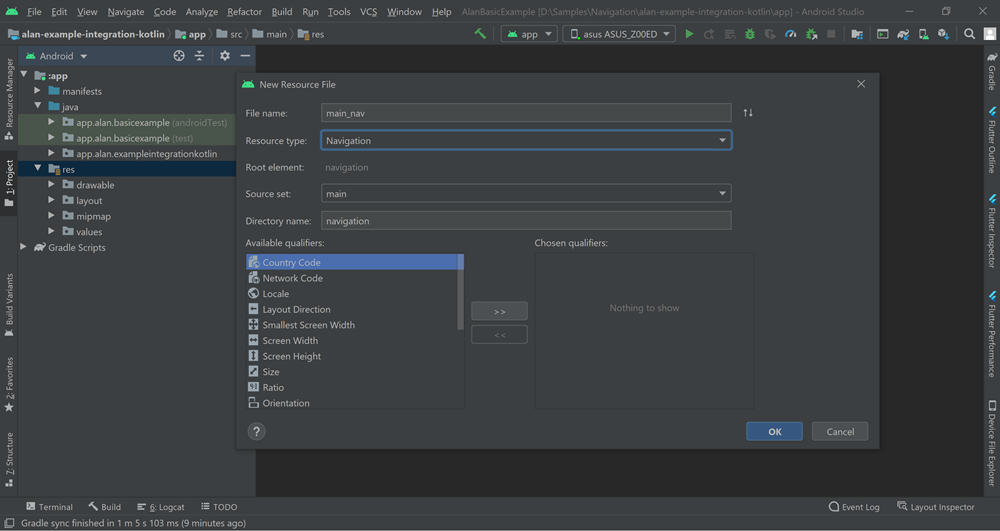 File Edit View Navigate Code Analyze Refactor Build Run Tools VCS Window Help AlanBasicExample [D:\Samples\Navigation\alan-example-integration-kotlin\app] - Android Studio
alan-example-integration-kotlin app src main res app asus ASUS_Z00ED
Android
:app
manifests
java
app.alan.basicexample (androidTest)
app.alan.basicexample (test)
app.alan.exampleintegrationkotlin
res
drawable
layout
mipmap
values
Gradle Scripts
Resource Manager
1: Project
Build Variants
2: Favorites
7: Structure
New Resource File
File name: main_nav
Resource type: Navigation
Root element: navigation
Source set: main
Directory name: navigation
Available qualifiers: Chosen qualifiers:
Country Code
Network Code
Locale
Layout Direction
Smallest Screen Width
Screen Width
Screen Height
Size
Ratio
Orientation
>>
<<
Nothing to show
?
OK Cancel
Gradle
Flutter Outline
Flutter Inspector
Flutter Performance
Device File Explorer
Terminal Build 6: Logcat TODO Event Log Layout Inspector
Gradle sync finished in 1 m 5 s 103 ms (9 minutes ago)